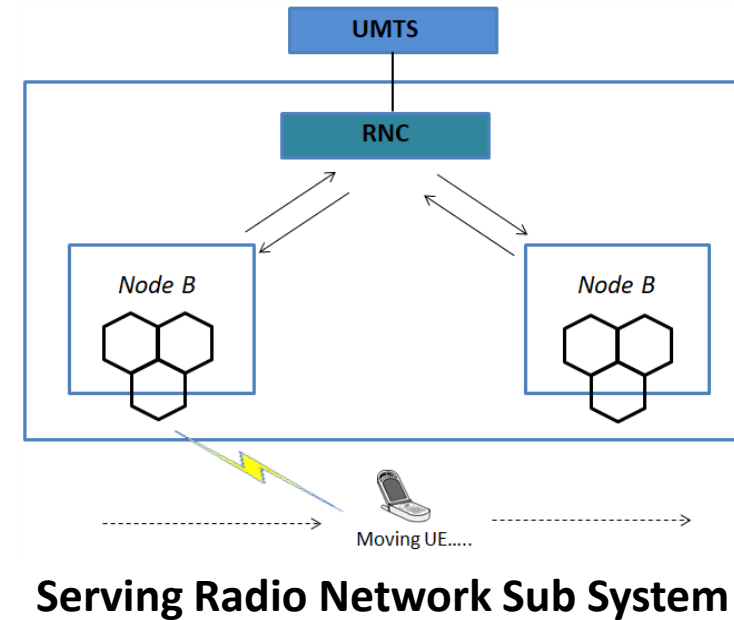 UMTS
RNC
Node B
Node B
Moving UE.....
Serving Radio Network Sub System